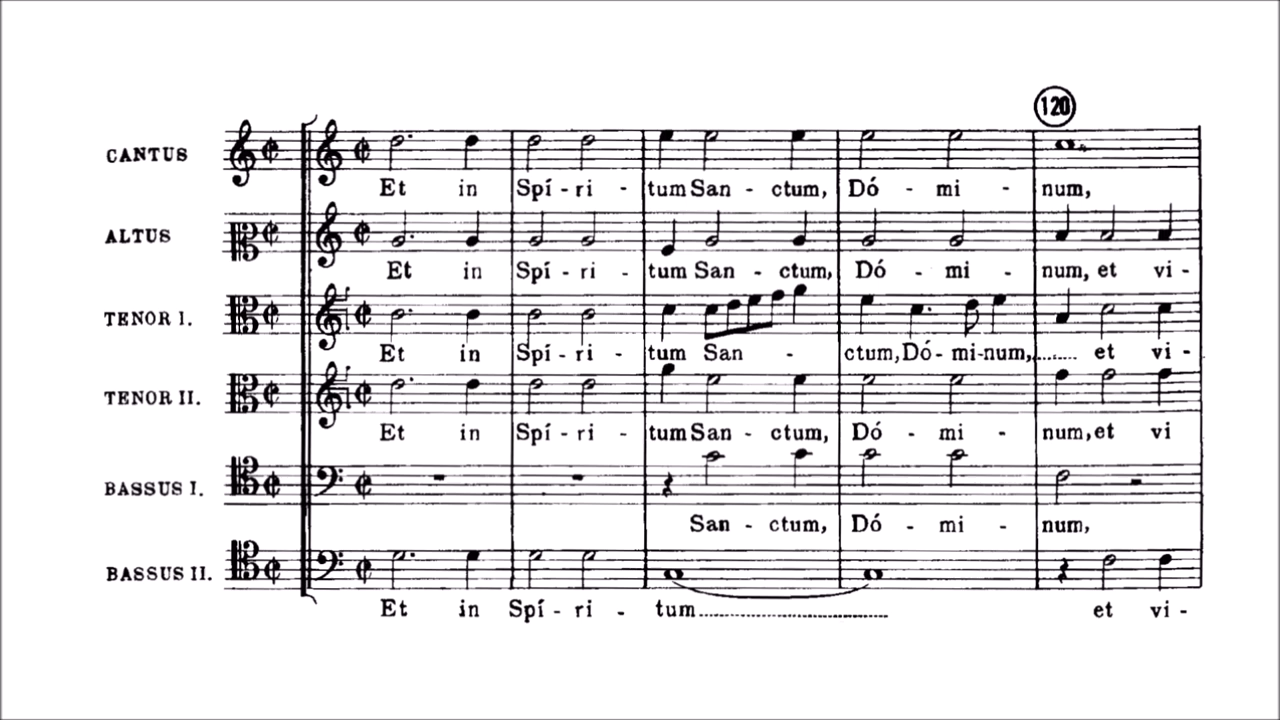 120
CANTUS
Et in Spí - ri - tum San - ctum, Dó - mi - num,
ALTUS
Et in Spí - ri - tum San - ctum, Dó - mi - num, et vi -
TENOR I.
Et in Spí - ri - tum San - ctum, Dó - mi - num,........ et vi -
TENOR II.
Et in Spí - ri - tum San - ctum, Dó - mi - num, et vi
BASSUS I.
San - ctum, Dó - mi - num,
BASSUS II.
Et in Spí - ri - tum........................................ et vi -